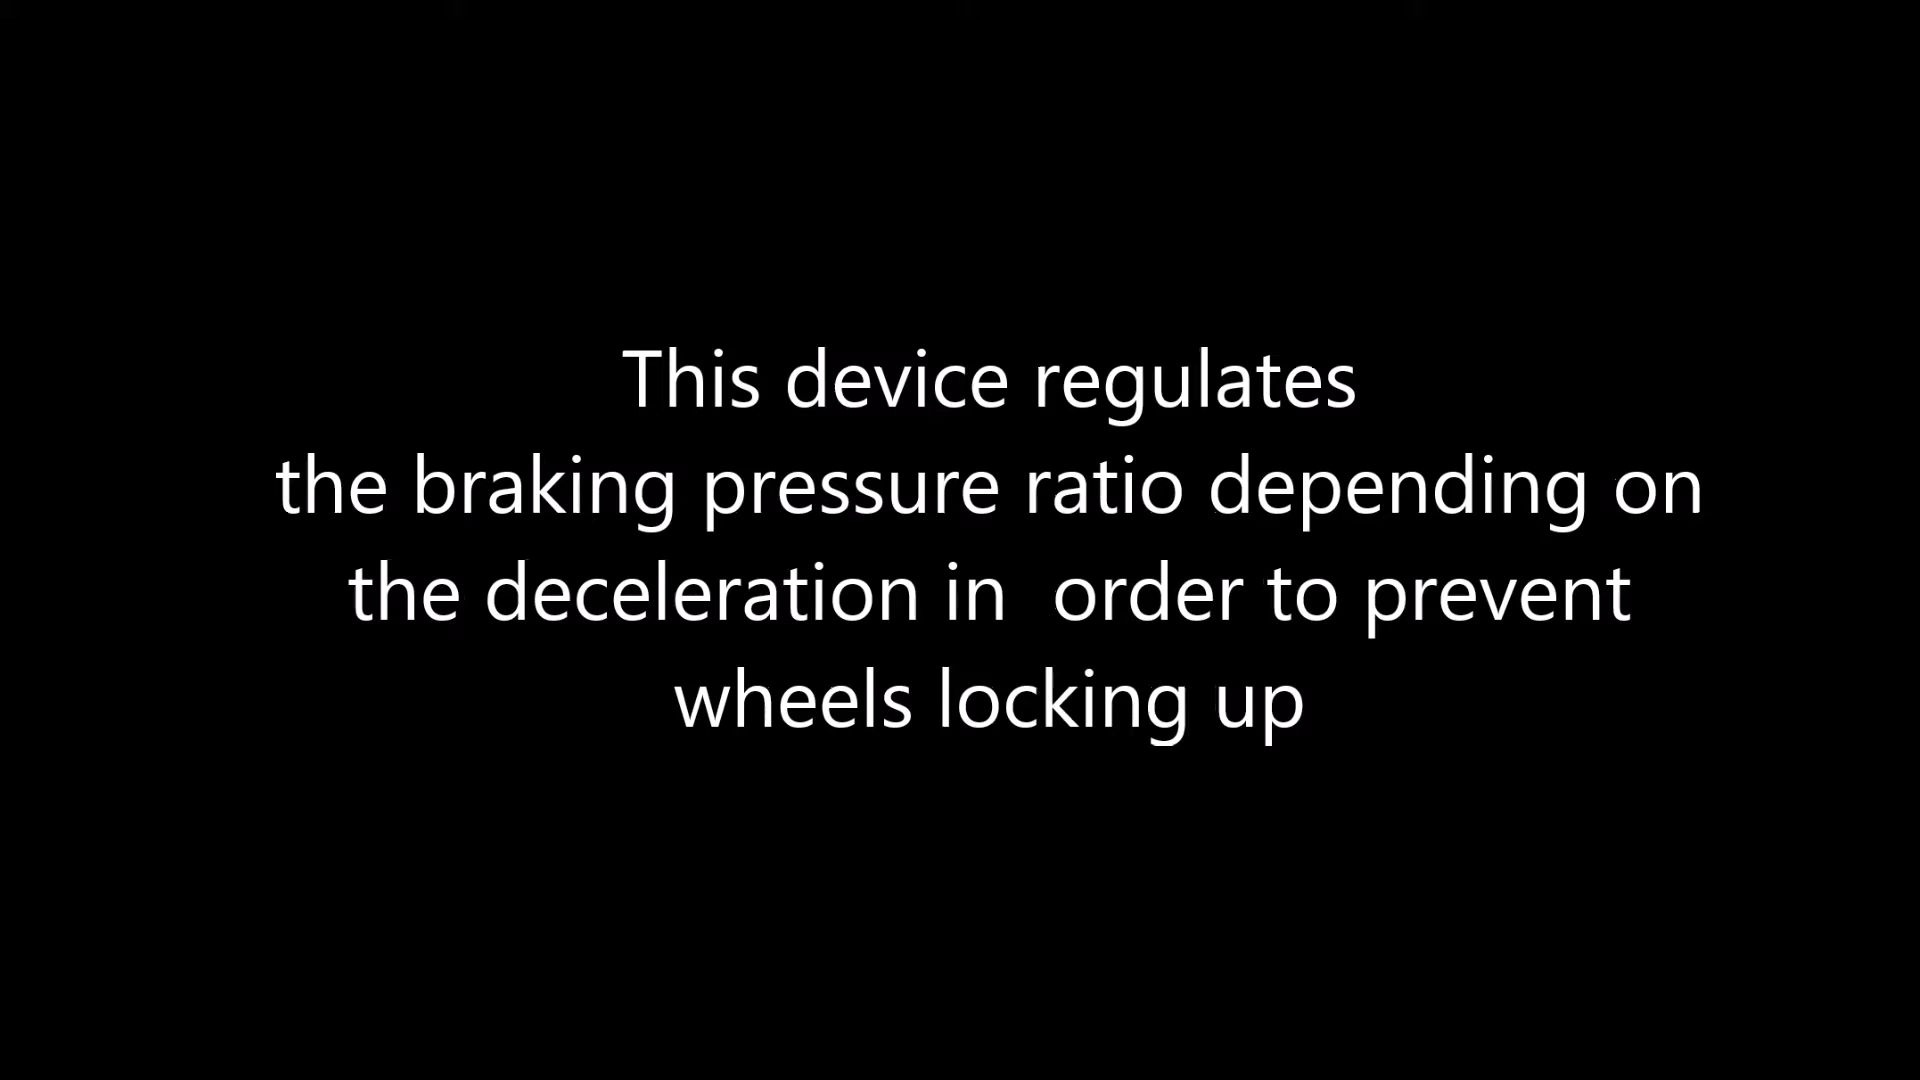 This device regulates
the braking pressure ratio depending on
the deceleration in  order to prevent
wheels locking up